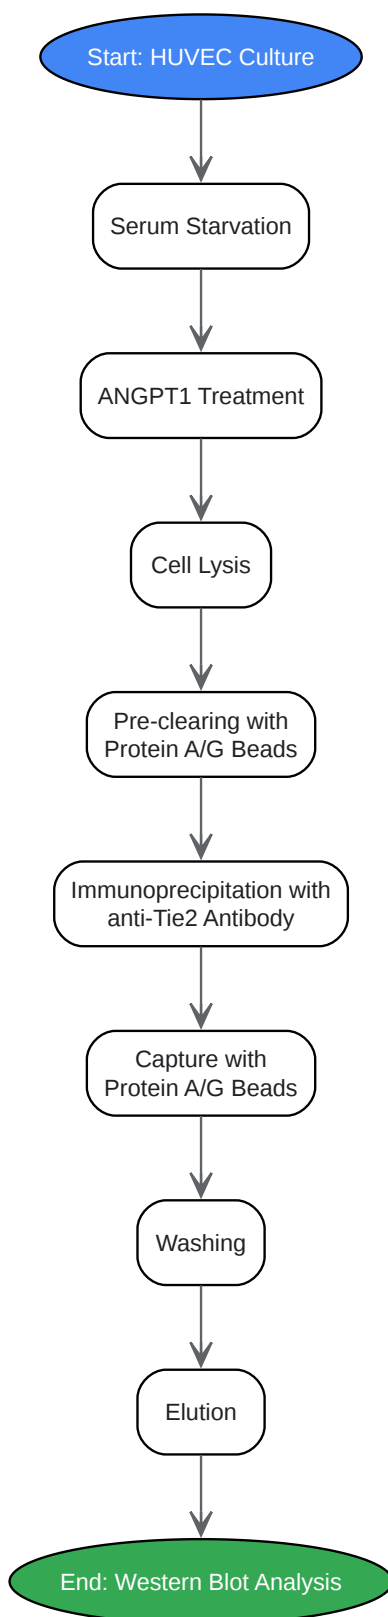 Start: HUVEC Culture
Serum Starvation
ANGPT1 Treatment
Cell Lysis
Pre-clearing with
Protein A/G Beads
Immunoprecipitation with
anti-Tie2 Antibody
Capture with
Protein A/G Beads
Washing
Elution
End: Western Blot Analysis